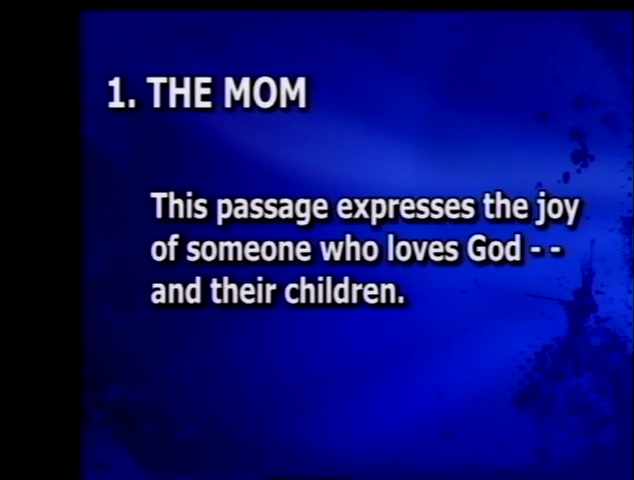 1. THE MOM
This passage expresses the joy
of someone who loves God - -
and their children.